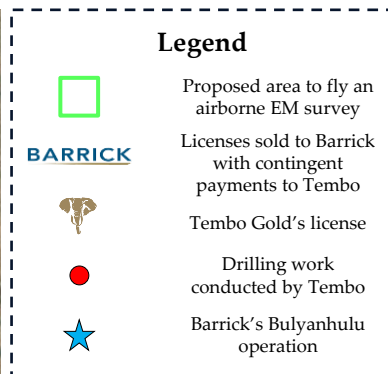 Legend
Proposed area to fly an
airborne EM survey
BARRICK
Licenses sold to Barrick
with contingent
payments to Tembo
Tembo Gold’s license
Drilling work
conducted by Tembo
Barrick’s Bulyanhulu
operation